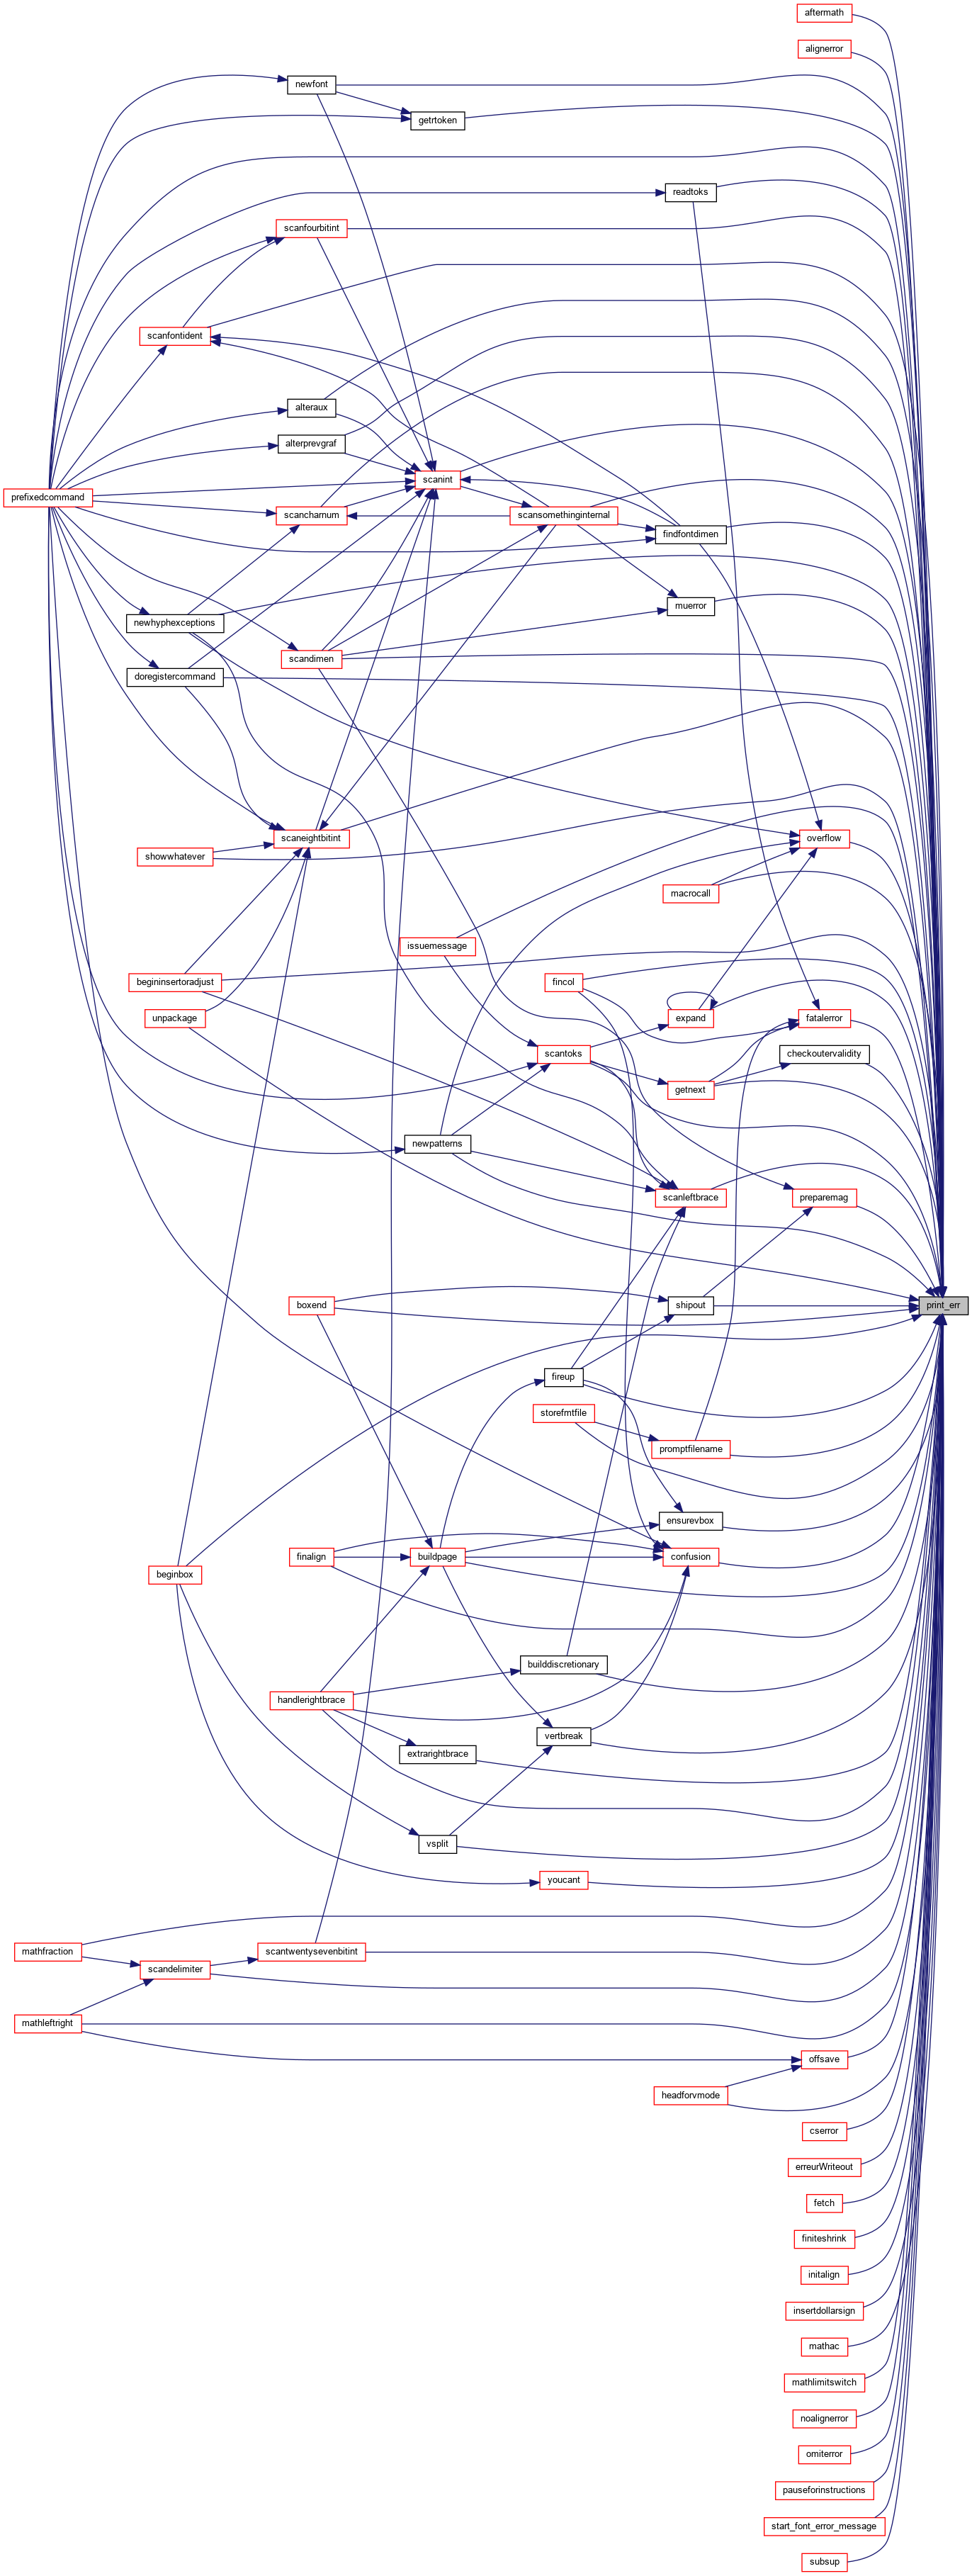 aftermath
alignerror
newfont
getrtoken
readtoks
scanfourbitint
scanfontident
alteraux
alterprevgraf
scanint
prefixedcommand
scancharnum
scansomethinginternal
findfontdimen
muerror
newhyphexceptions
scandimen
doregistercommand
overflow
scaneightbitint
showwhatever
macrocall
issuemessage
begininsertoradjust
fincol
unpackage
expand
fatalerror
scantoks
checkoutervalidity
getnext
newpatterns
scanleftbrace
preparemag
boxend
shipout
print_err
fireup
storefmtfile
promptfilename
ensurevbox
finalign
buildpage
confusion
beginbox
builddiscretionary
handlerightbrace
vertbreak
extrarightbrace
vsplit
youcant
mathfraction
scantwentysevenbitint
scandelimiter
mathleftright
offsave
headforvmode
cserror
erreurWriteout
fetch
finiteshrink
initalign
insertdollarsign
mathac
mathlimitswitch
noalignerror
omiterror
pauseforinstructions
start_font_error_message
subsup